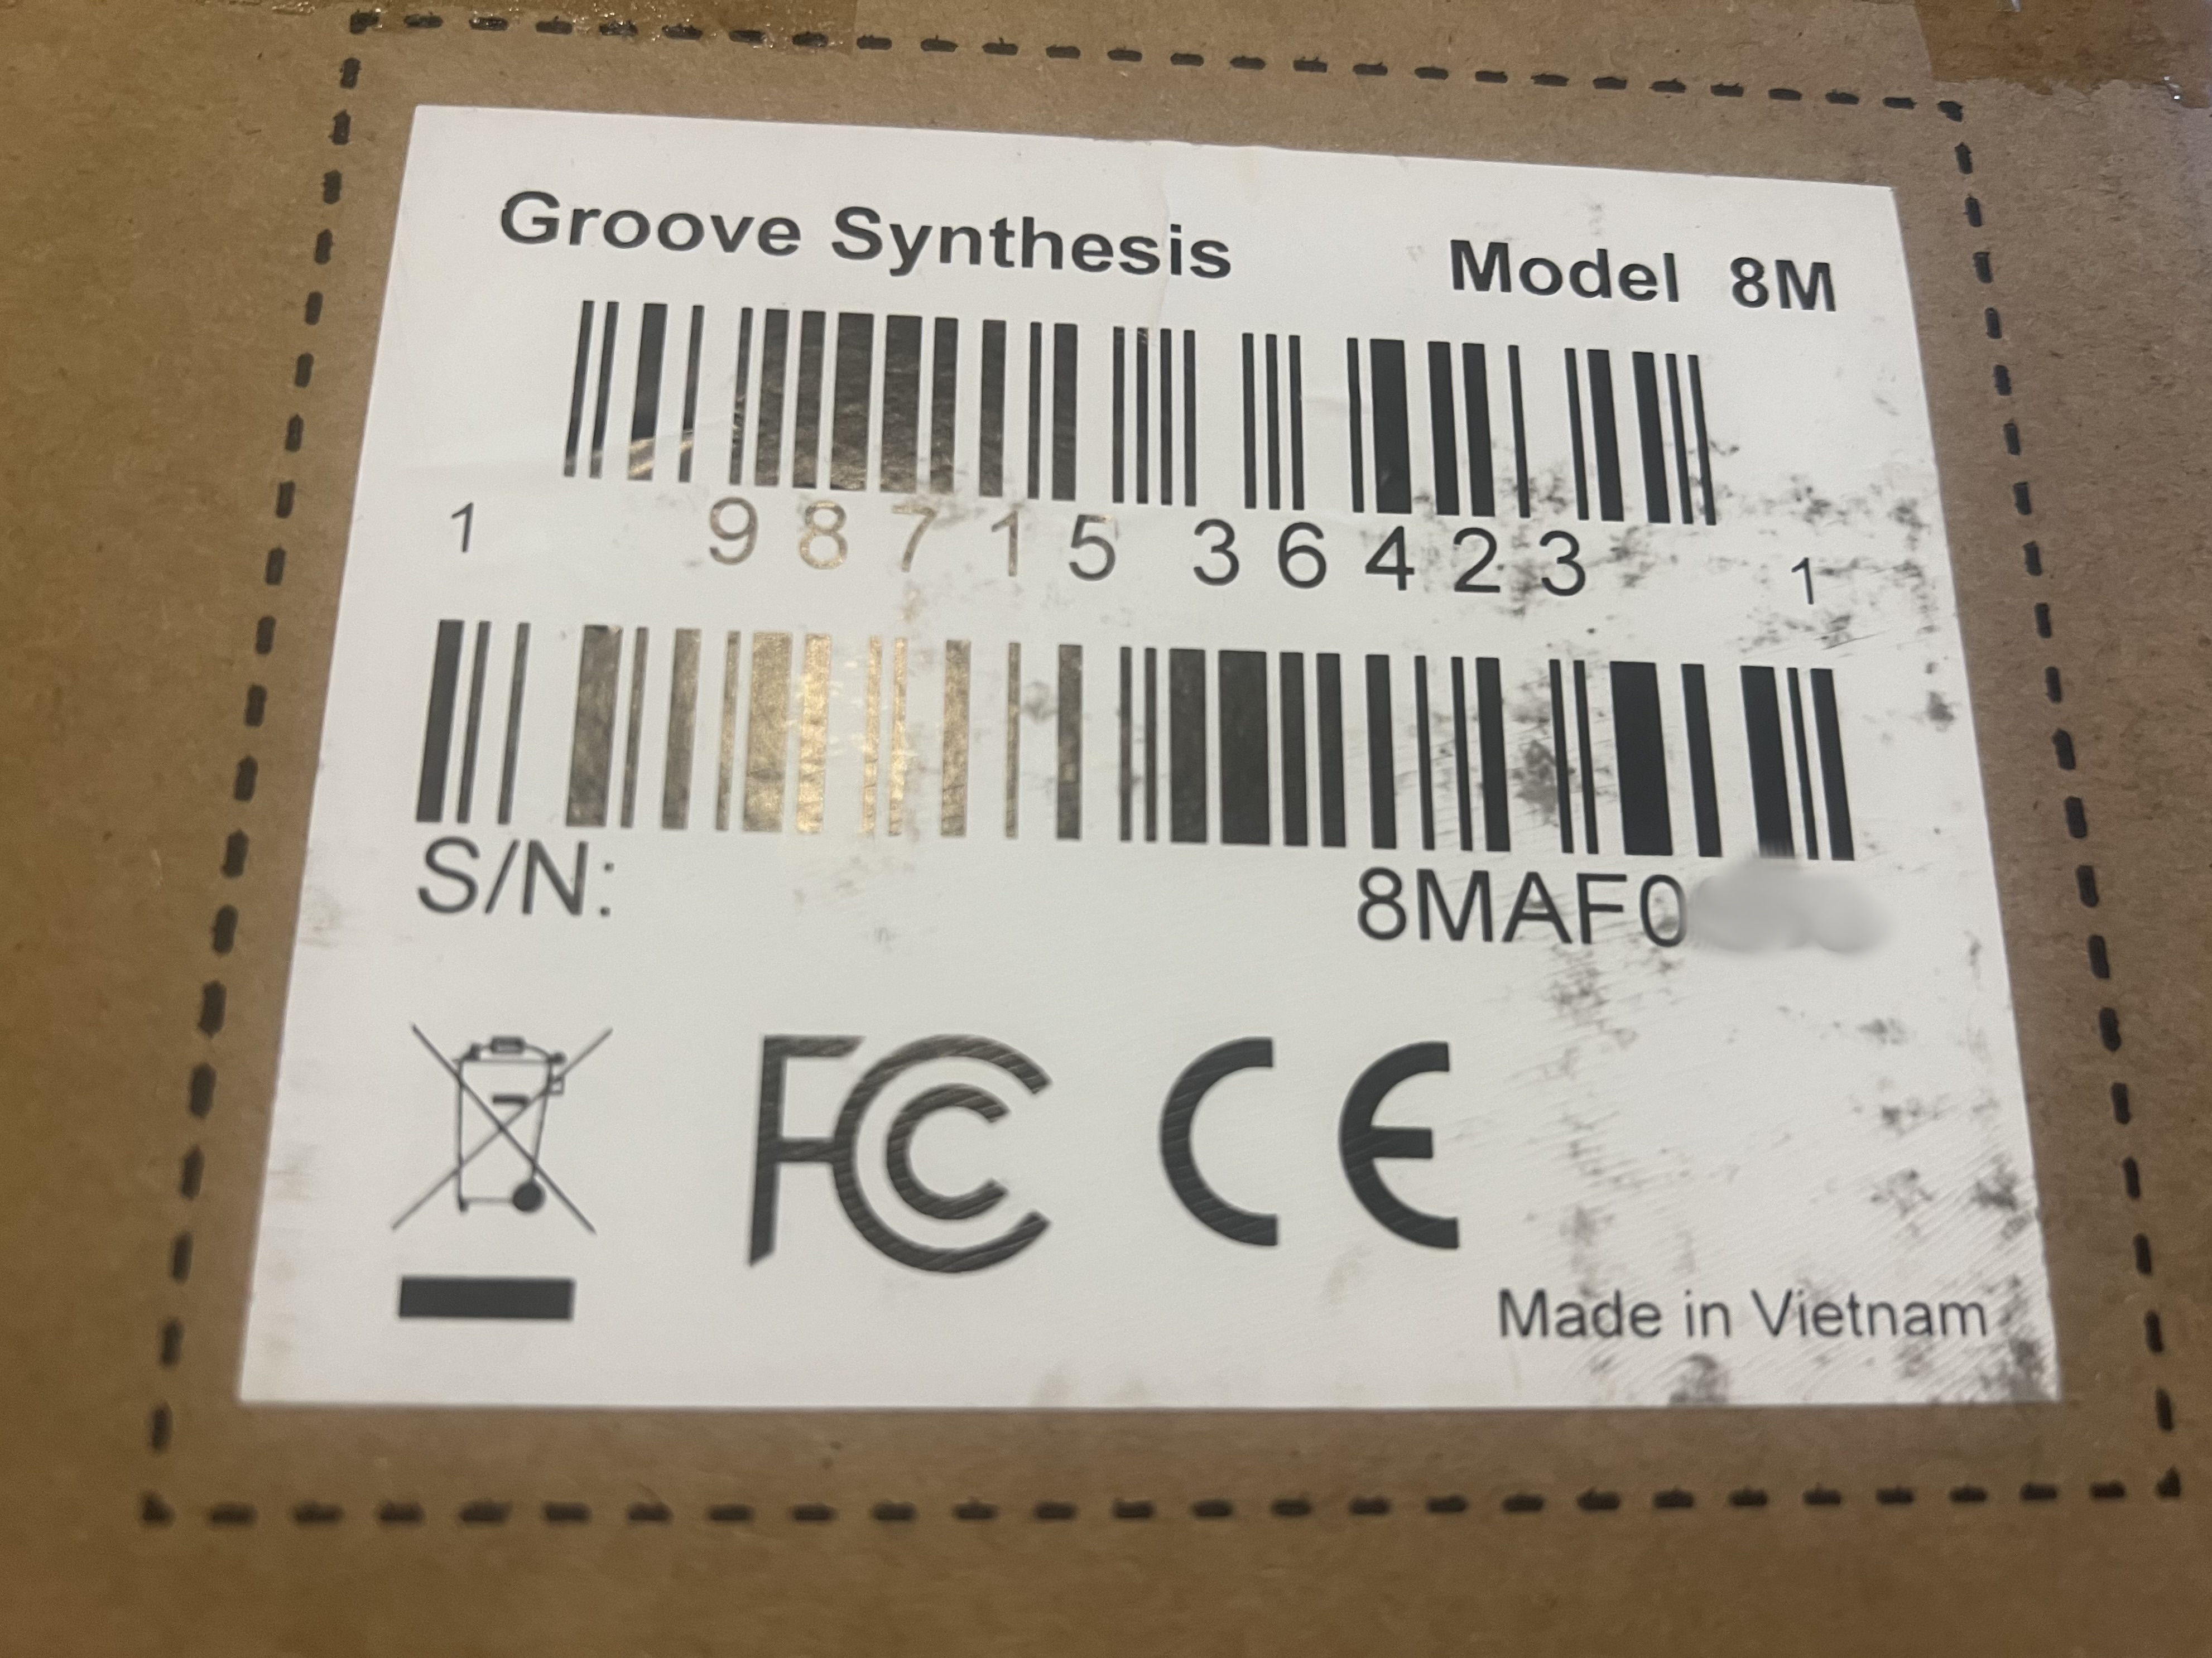 Groove Synthesis Model 8M
1 98715 36423 1
S/N: 8MAF0
FC CE
Made in Vietnam